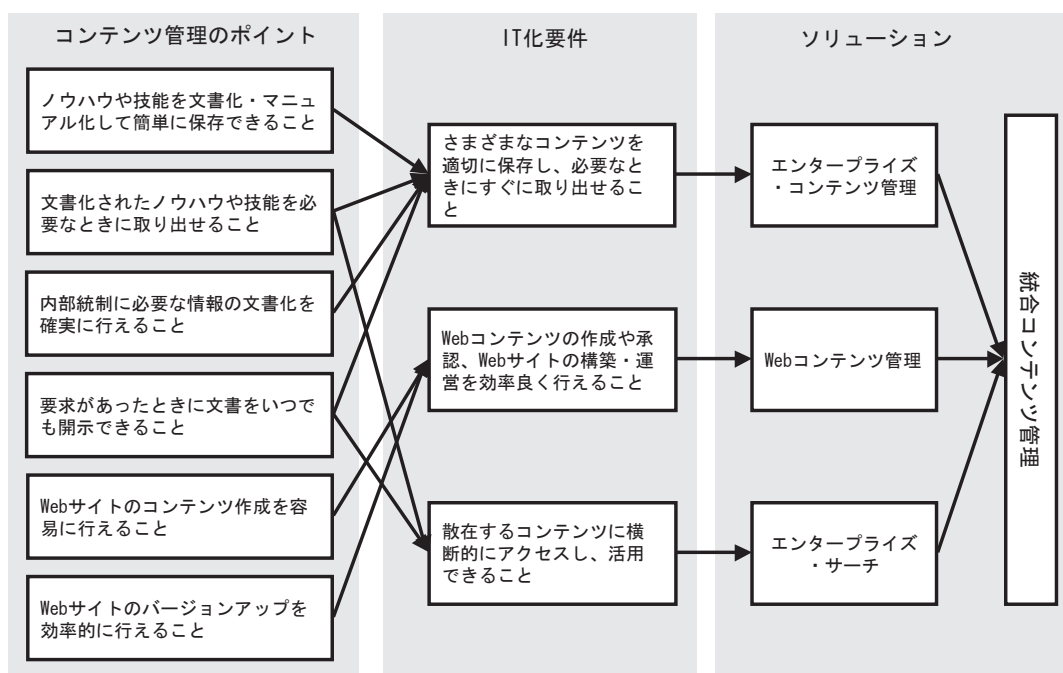 コンテンツ管理のポイント
ノウハウや技能を文書化・マニュ
アル化して簡単に保存できること
文書化されたノウハウや技能を必
要なときに取り出せること
内部統制に必要な情報の文書化を
確実に行えること
要求があったときに文書をいつで
も開示できること
Webサイトのコンテンツ作成を容
易に行えること
Webサイトのバージョンアップを
効率的に行えること
IT化要件
さまざまなコンテンツを
適切に保存し、必要なと
きにすぐに取り出せるこ
と
Webコンテンツの作成や承
認、Webサイトの構築・運
営を効率良く行えること
散在するコンテンツに横
断的にアクセスし、活用
できること
ソリューション
エンタープライズ
・コンテンツ管理
Webコンテンツ管理
エンタープライズ
・サーチ
統合コンテンツ管理